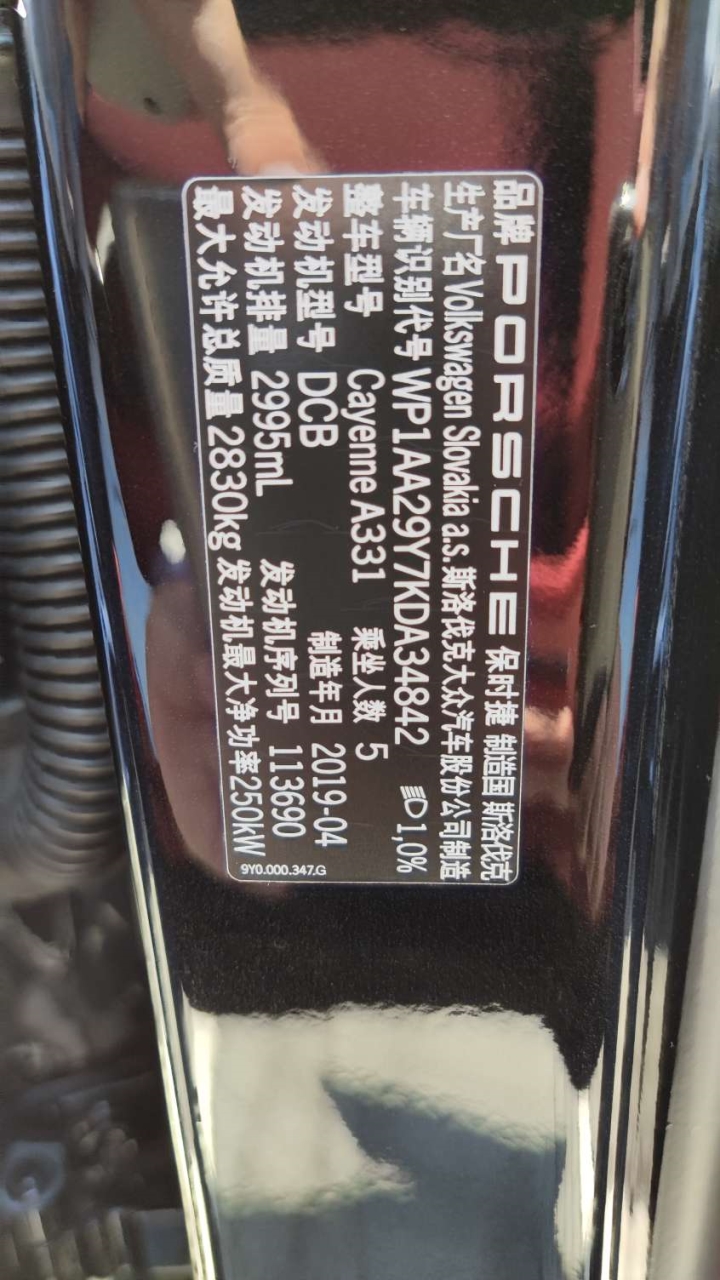 品牌 PORSCHE 保时捷 制造国 斯洛伐克
生产厂名 Volkswagen Slovakia a.s. 斯洛伐克大众汽车股份公司制造
车辆识别代号 WP1AA29Y7KDA34842 1,0%
整车型号 Cayenne A331 乘坐人数 5
发动机型号 DCB 制造年月 2019-04
发动机排量 2995mL 发动机序列号 113690
最大允许总质量 2830kg 发动机最大净功率250kW
9Y0.000.347.G